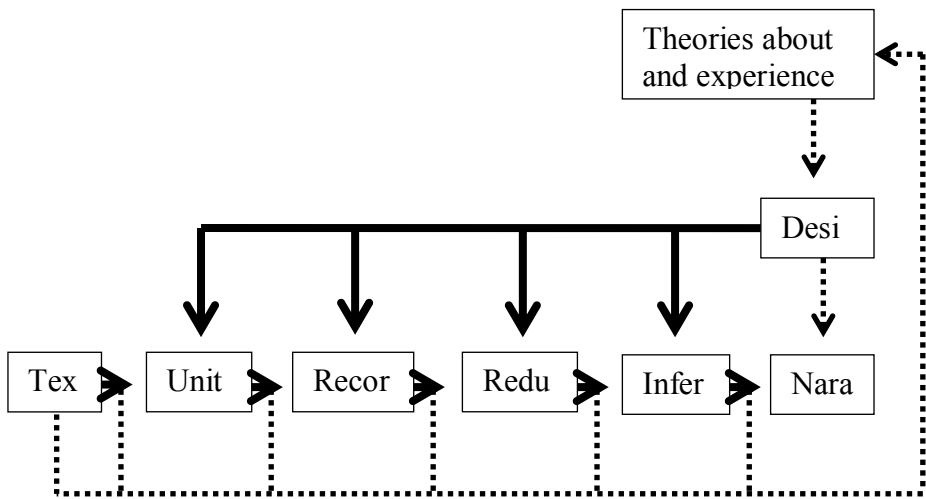 Theories about
and experience
Desi
Tex
Unit
Recor
Redu
Infer
Nara